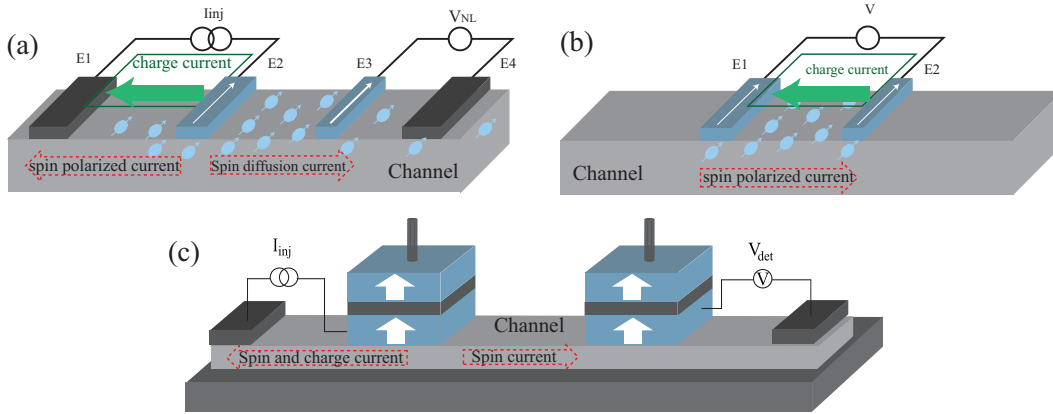 (a)
Iinj
VNL
E1
E2
E3
E4
charge current
spin polarized current
Spin diffusion current
Channel
(b)
V
E1
E2
charge current
Channel
spin polarized current
(c)
Iinj
Vdet
V
Channel
Spin and charge current
Spin current